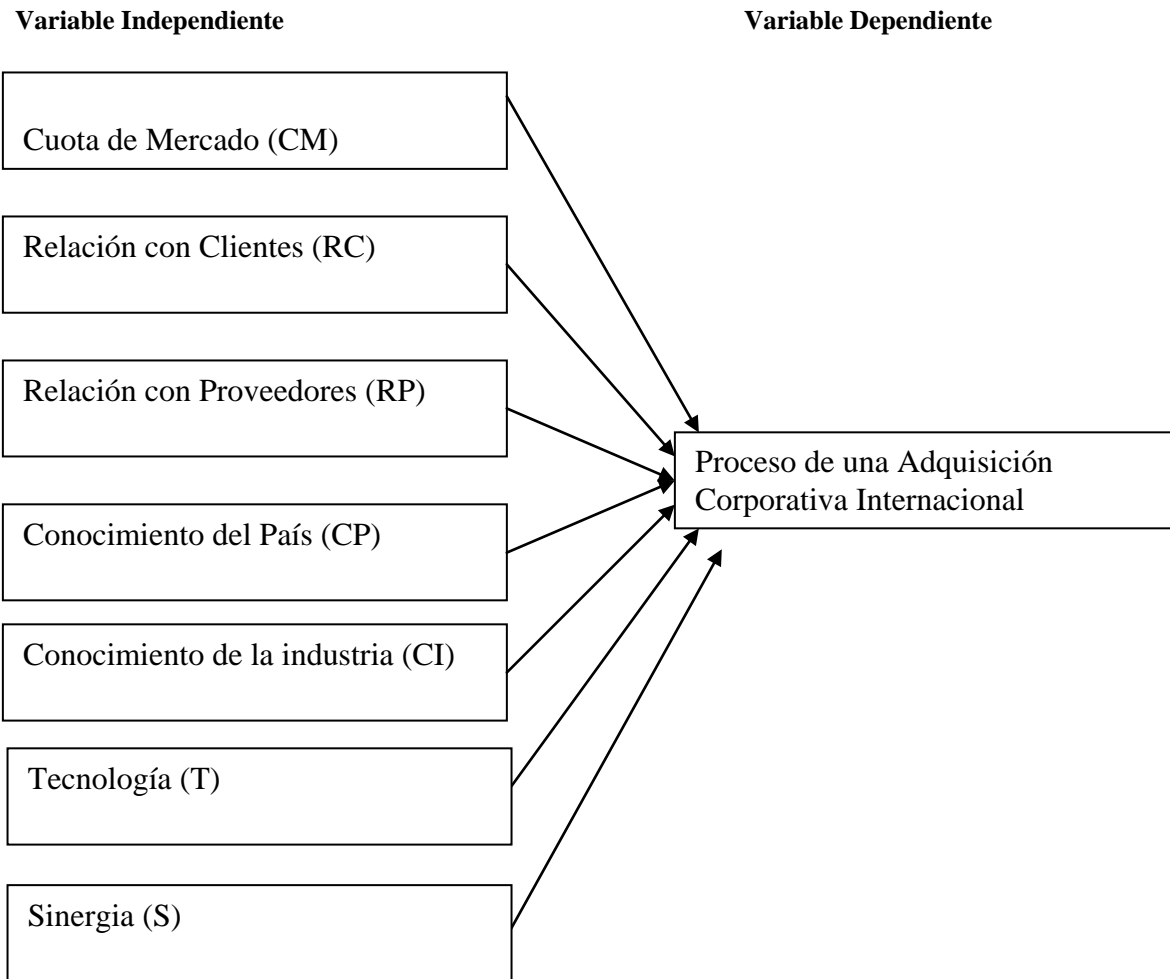 Variable Independiente
Variable Dependiente
Cuota de Mercado (CM)
Relación con Clientes (RC)
Relación con Proveedores (RP)
Proceso de una Adquisición
Corporativa Internacional
Conocimiento del País (CP)
Conocimiento de la industria (CI)
Tecnología (T)
Sinergia (S)